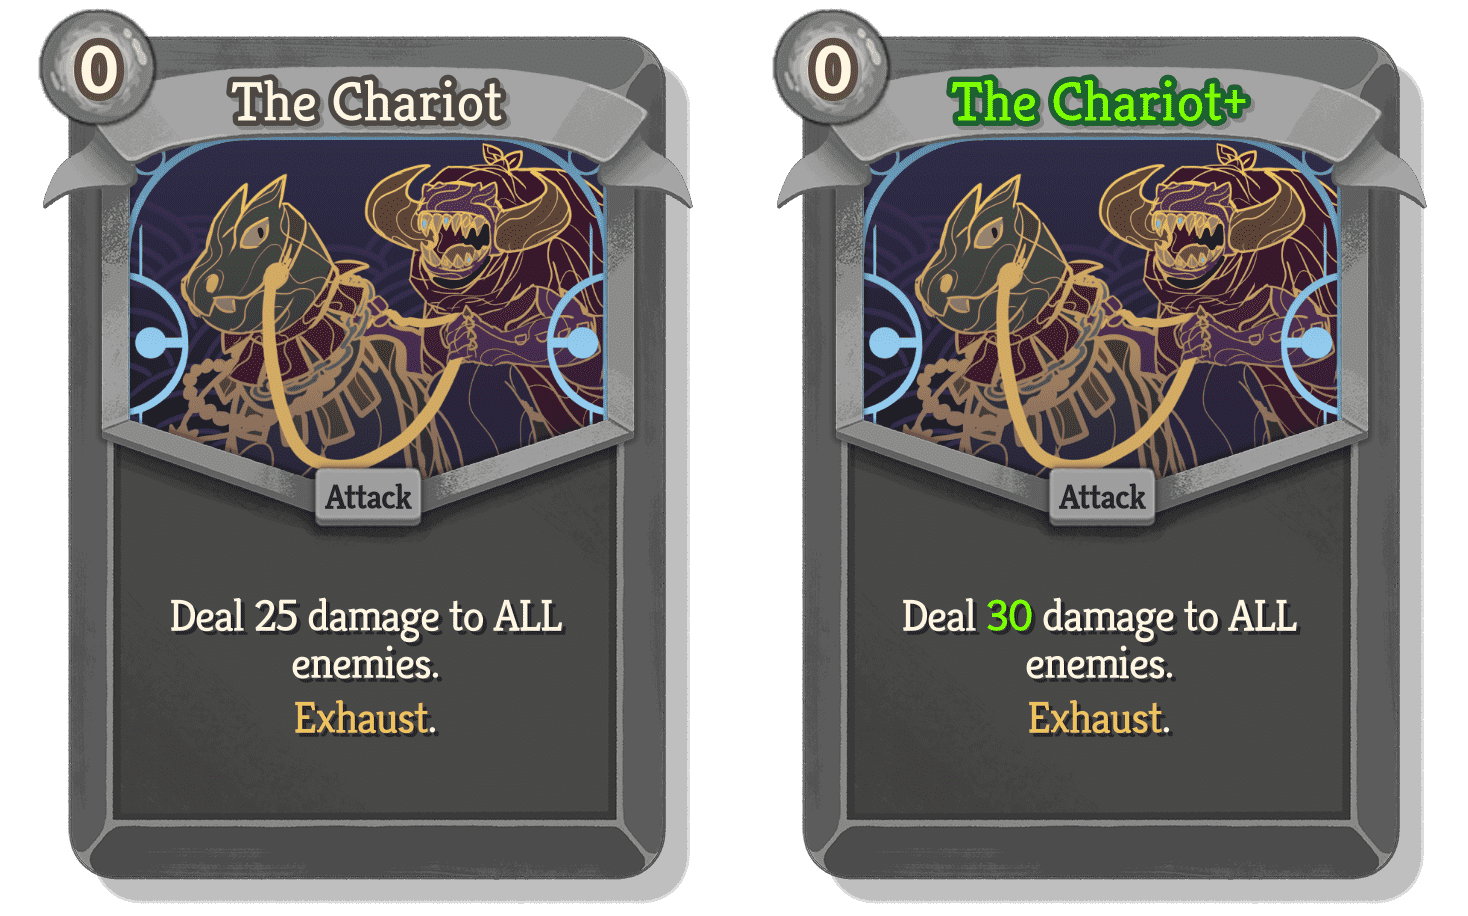 0
The Chariot
Attack
Deal 25 damage to ALL
enemies.
Exhaust.
0
The Chariot+
Attack
Deal 30 damage to ALL
enemies.
Exhaust.